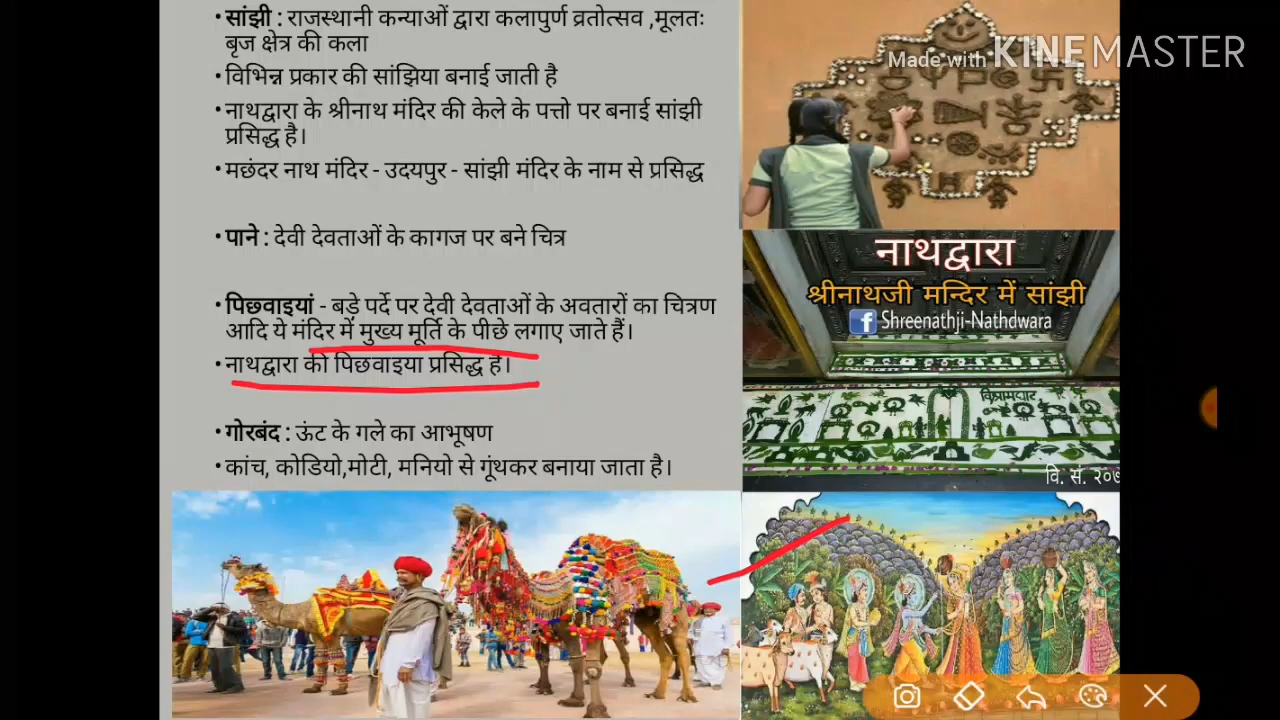 • सांझी : राजस्थानी कन्याओं द्वारा कलापुर्ण व्रतोत्सव ,मूलतः
बृज क्षेत्र की कला
• विभिन्न प्रकार की सांझिया बनाई जाती है
• नाथद्वारा के श्रीनाथ मंदिर की केले के पत्तो पर बनाई सांझी
प्रसिद्ध है।
• मछंदर नाथ मंदिर - उदयपुर - सांझी मंदिर के नाम से प्रसिद्ध
• पाने : देवी देवताओं के कागज पर बने चित्र
• पिछवाइयां - बड़े पर्दे पर देवी देवताओं के अवतारों का चित्रण
आदि ये मंदिर में मुख्य मूर्ति के पीछे लगाए जाते हैं।
• नाथद्वारा की पिछवाइया प्रसिद्ध है।
• गोरबंद : ऊंट के गले का आभूषण
• कांच, कोडियो,मोटी, मनियो से गूंथकर बनाया जाता है।
Made with KINEMASTER
नाथद्वारा
श्रीनाथजी मन्दिर में सांझी
f Shreenathji-Nathdwara
विश्रामघाट
वि. सं. २०७